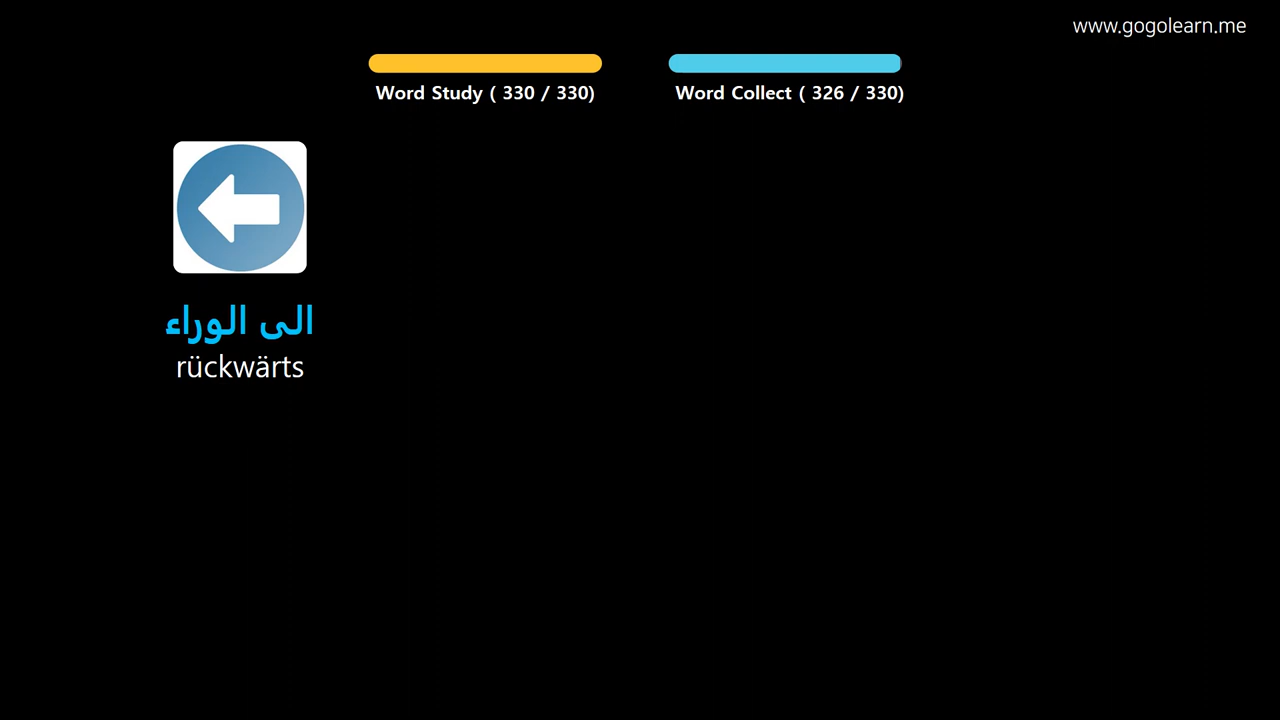 www.gogolearn.me
Word Study ( 330 / 330)
Word Collect ( 326 / 330)
الى الوراء
rückwärts